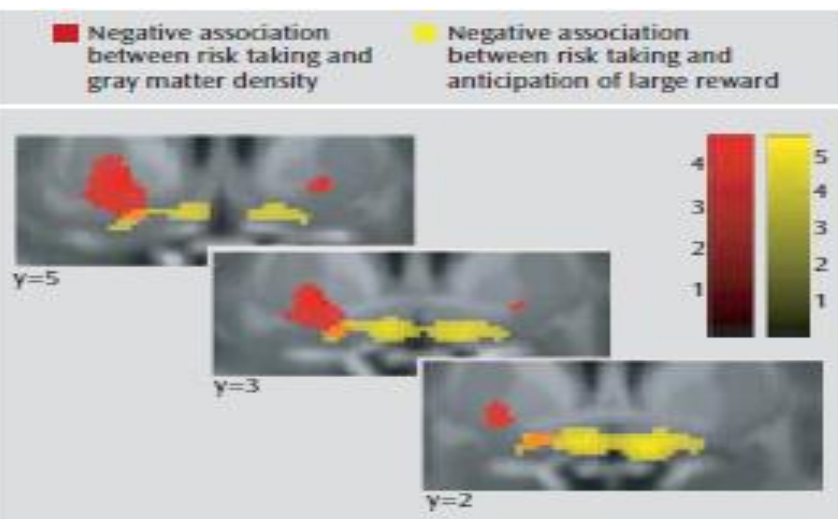 Negative association
between risk taking and
gray matter density
Negative association
between risk taking and
anticipation of large reward
4
3
2
1
5
4
3
2
1
y=5
y=3
y=2